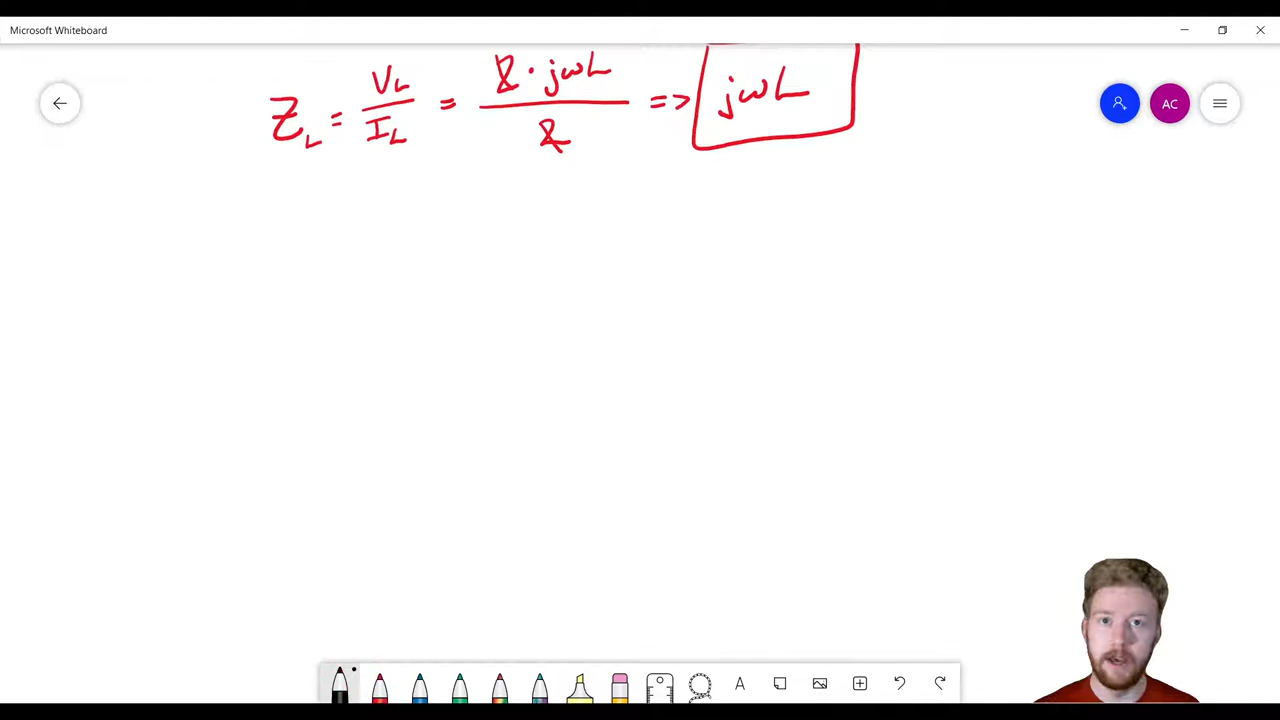 Microsoft Whiteboard
Z_L = V_L / I_L = · jωL / => jωL
AC
A